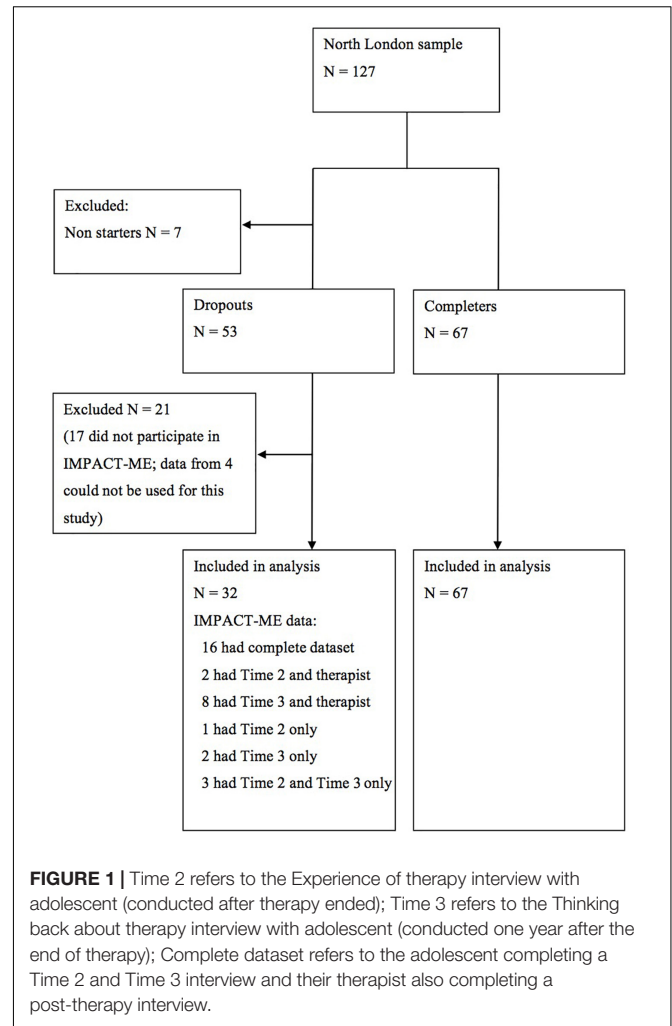 North London sample
N = 127
Excluded:
Non starters N = 7
Dropouts
N = 53
Completers
N = 67
Excluded N = 21
(17 did not participate in
IMPACT-ME; data from 4
could not be used for this
study)
Included in analysis
N = 32
IMPACT-ME data:
16 had complete dataset
2 had Time 2 and therapist
8 had Time 3 and therapist
1 had Time 2 only
2 had Time 3 only
3 had Time 2 and Time 3 only
Included in analysis
N = 67
FIGURE 1 | Time 2 refers to the Experience of therapy interview with
adolescent (conducted after therapy ended); Time 3 refers to the Thinking
back about therapy interview with adolescent (conducted one year after the
end of therapy); Complete dataset refers to the adolescent completing a
Time 2 and Time 3 interview and their therapist also completing a
post-therapy interview.